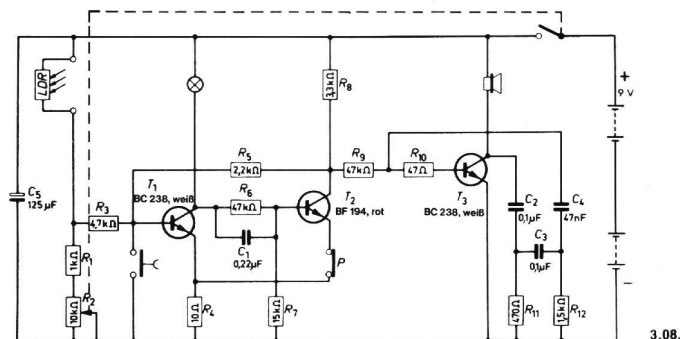 LDR
C5
125 µF
R1
1kΩ
R2
10kΩ
R3
4,7kΩ
T1
BC 238, weiß
R4
10Ω
R5
2,2kΩ
R6
47kΩ
C1
0,22µF
R7
15kΩ
R8
3,3kΩ
T2
BF 194, rot
P
R9
47kΩ
R10
47Ω
T3
BC 238, weiß
C2
0,1µF
C3
0,1µF
C4
47nF
R11
470Ω
R12
1,5kΩ
+
9 V
−
3.08.